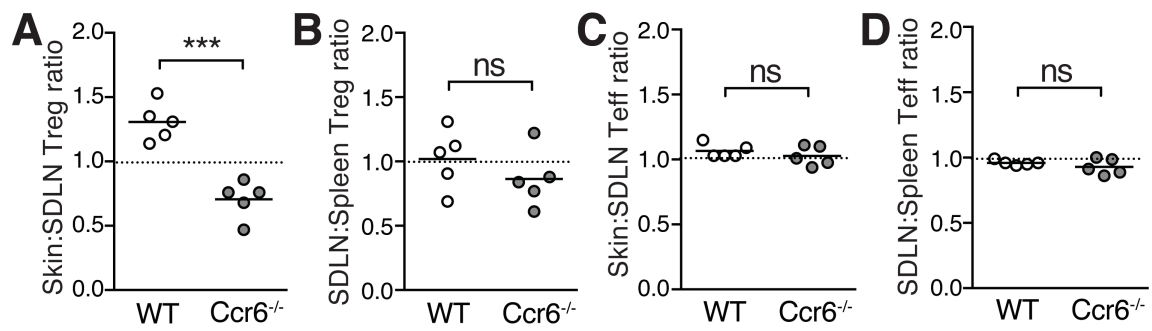 A
Skin:SDLN Treg ratio
2.0
1.5
1.0
0.5
0.0
***
WT
Ccr6-/-
B
SDLN:Spleen Treg ratio
2.0
1.5
1.0
0.5
0.0
ns
WT
Ccr6-/-
C
Skin:SDLN Teff ratio
2.0
1.5
1.0
0.5
0.0
ns
WT
Ccr6-/-
D
SDLN:Spleen Teff ratio
2.0
1.5
1.0
0.5
0.0
ns
WT
Ccr6-/-